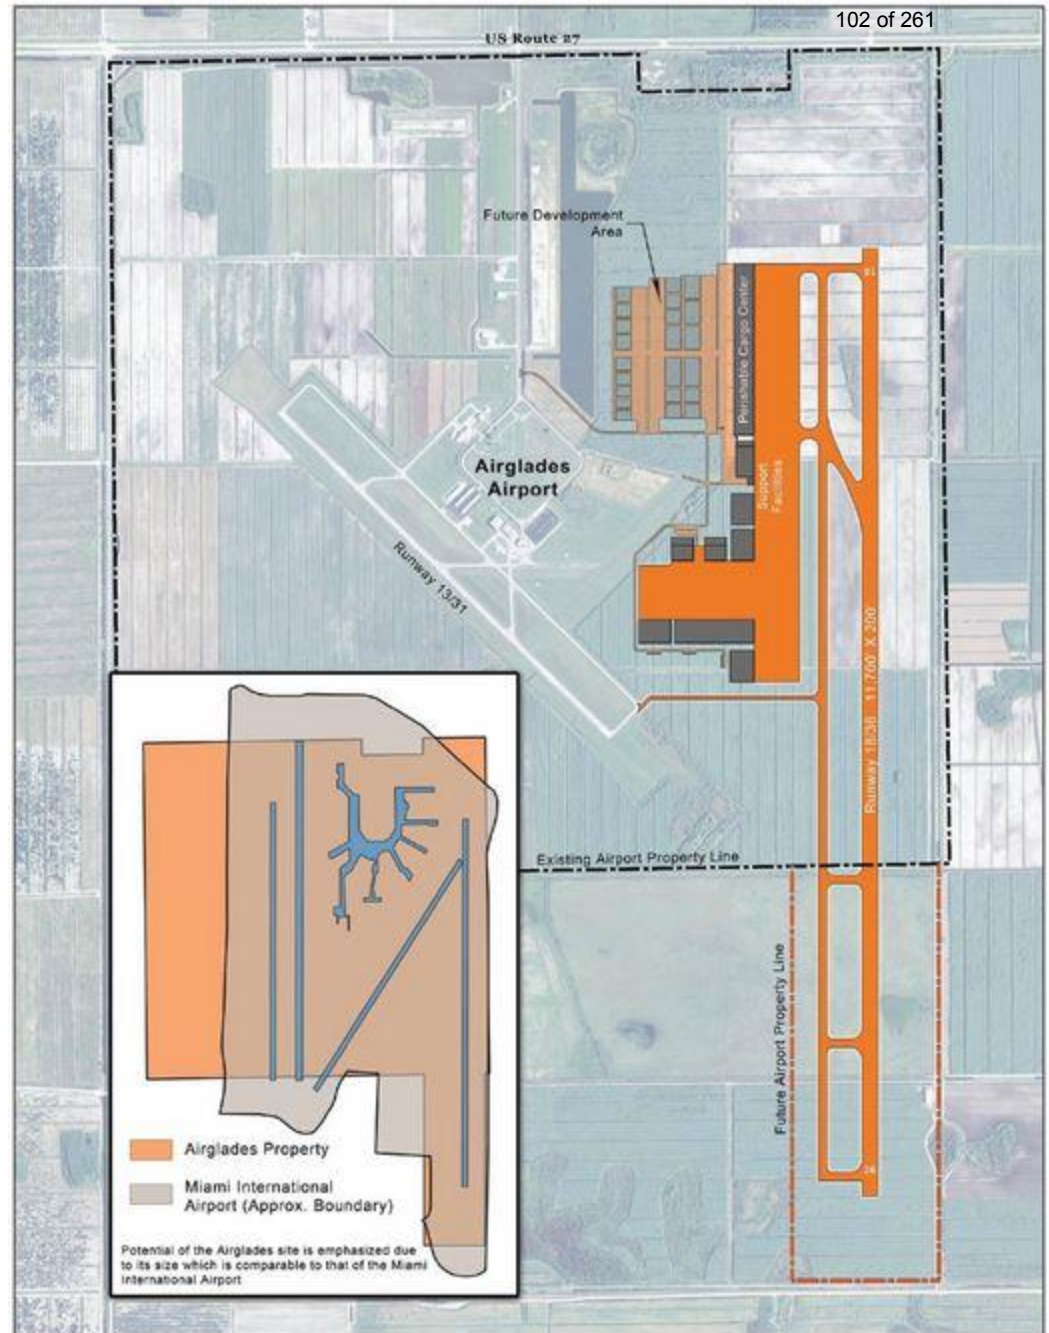 102 of 261
US Route 27
Future Development
Area
18
Perishable Cargo Center
Airglades
Airport
Support
Facilities
Runway 13/31
Runway 18/36 11,700' X 200'
Existing Airport Property Line
Future Airport Property Line
36
Airglades Property
Miami International
Airport (Approx. Boundary)
Potential of the Airglades site is emphasized due
to its size which is comparable to that of the Miami
International Airport